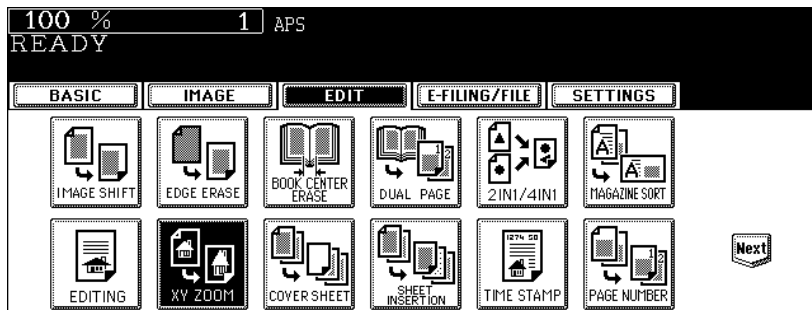 100 % 1 APS
READY
BASIC IMAGE EDIT E-FILING/FILE SETTINGS
IMAGE SHIFT EDGE ERASE BOOK CENTER ERASE DUAL PAGE 2IN1/4IN1 MAGAZINE SORT
EDITING XY ZOOM COVER SHEET SHEET INSERTION TIME STAMP PAGE NUMBER Next